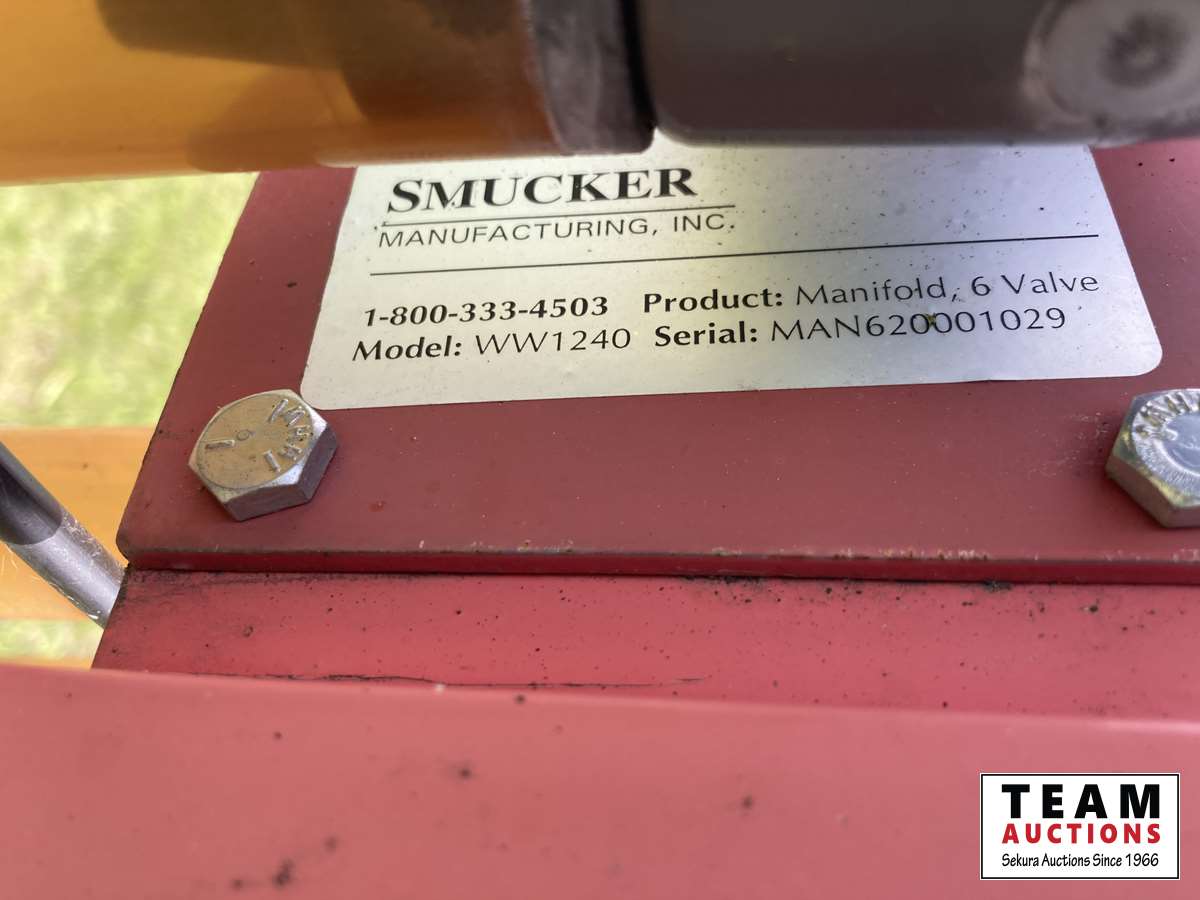 SMUCKER
MANUFACTURING, INC.
1-800-333-4503 Product: Manifold, 6 Valve
Model: WW1240 Serial: MAN620001029
TEAM
AUCTIONS
Sekura Auctions Since 1966